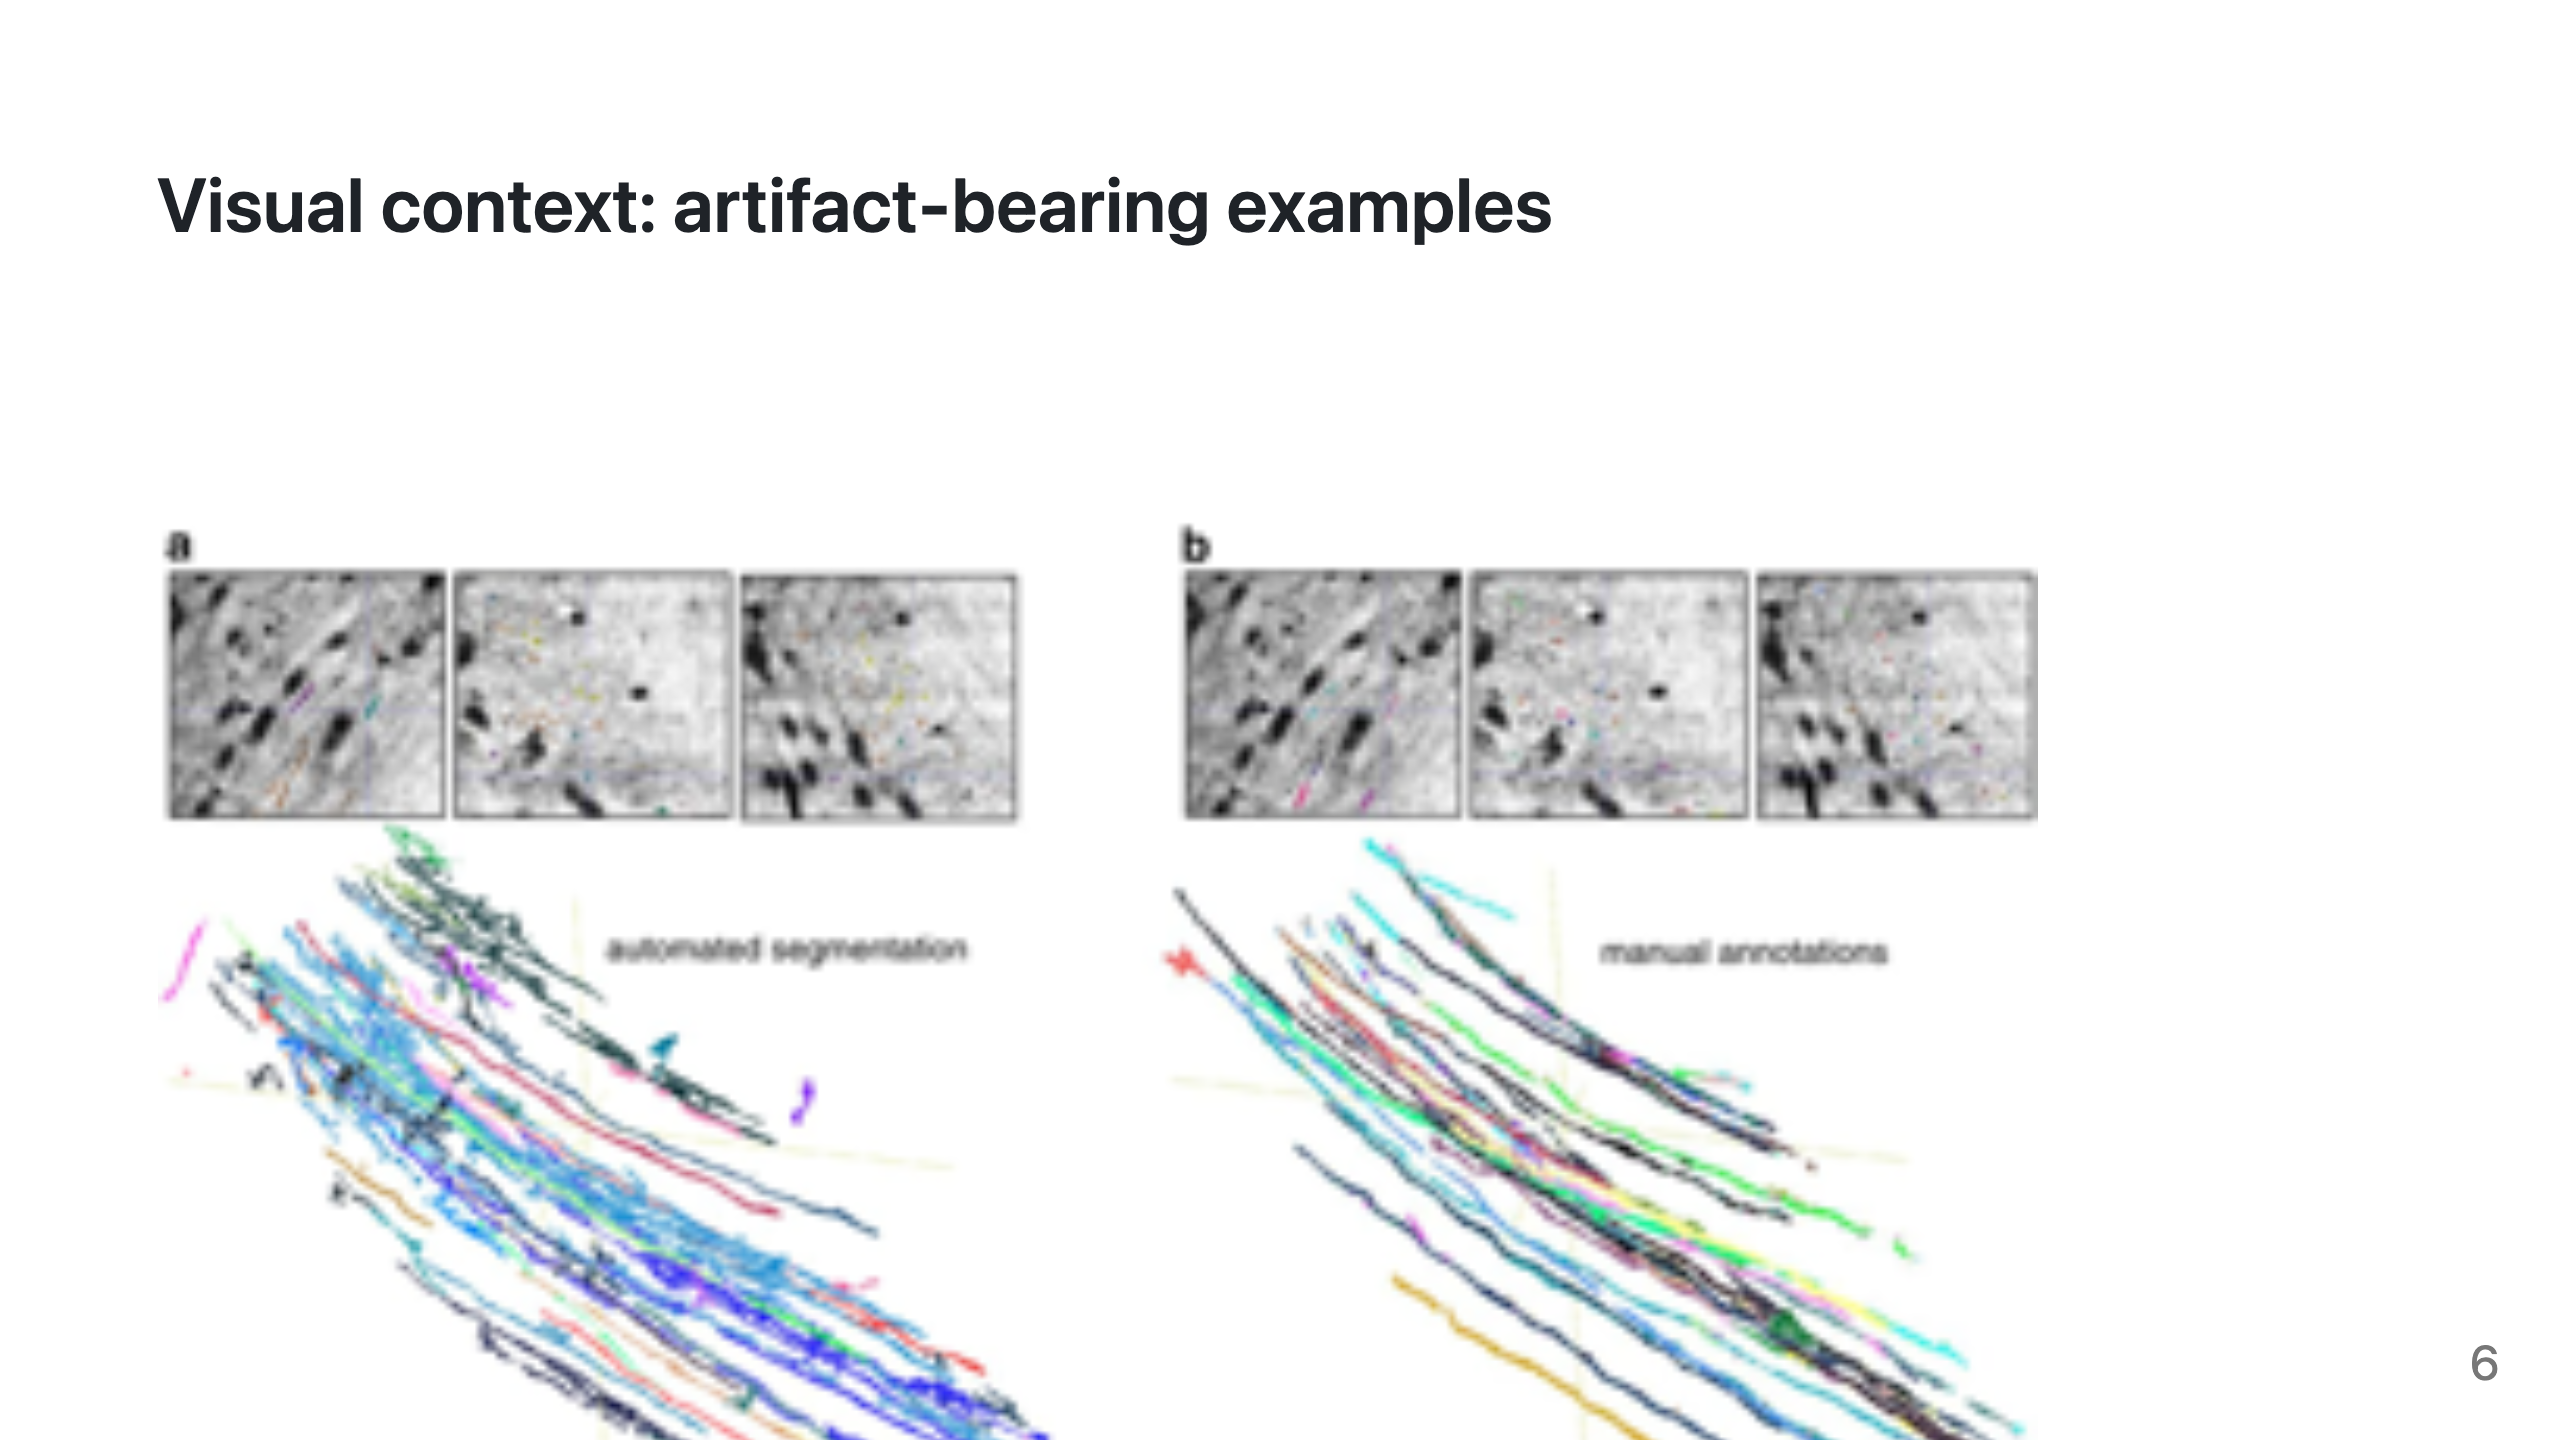 Visual context: artifact-bearing examples
a
b
automated segmentation
manual annotations
6